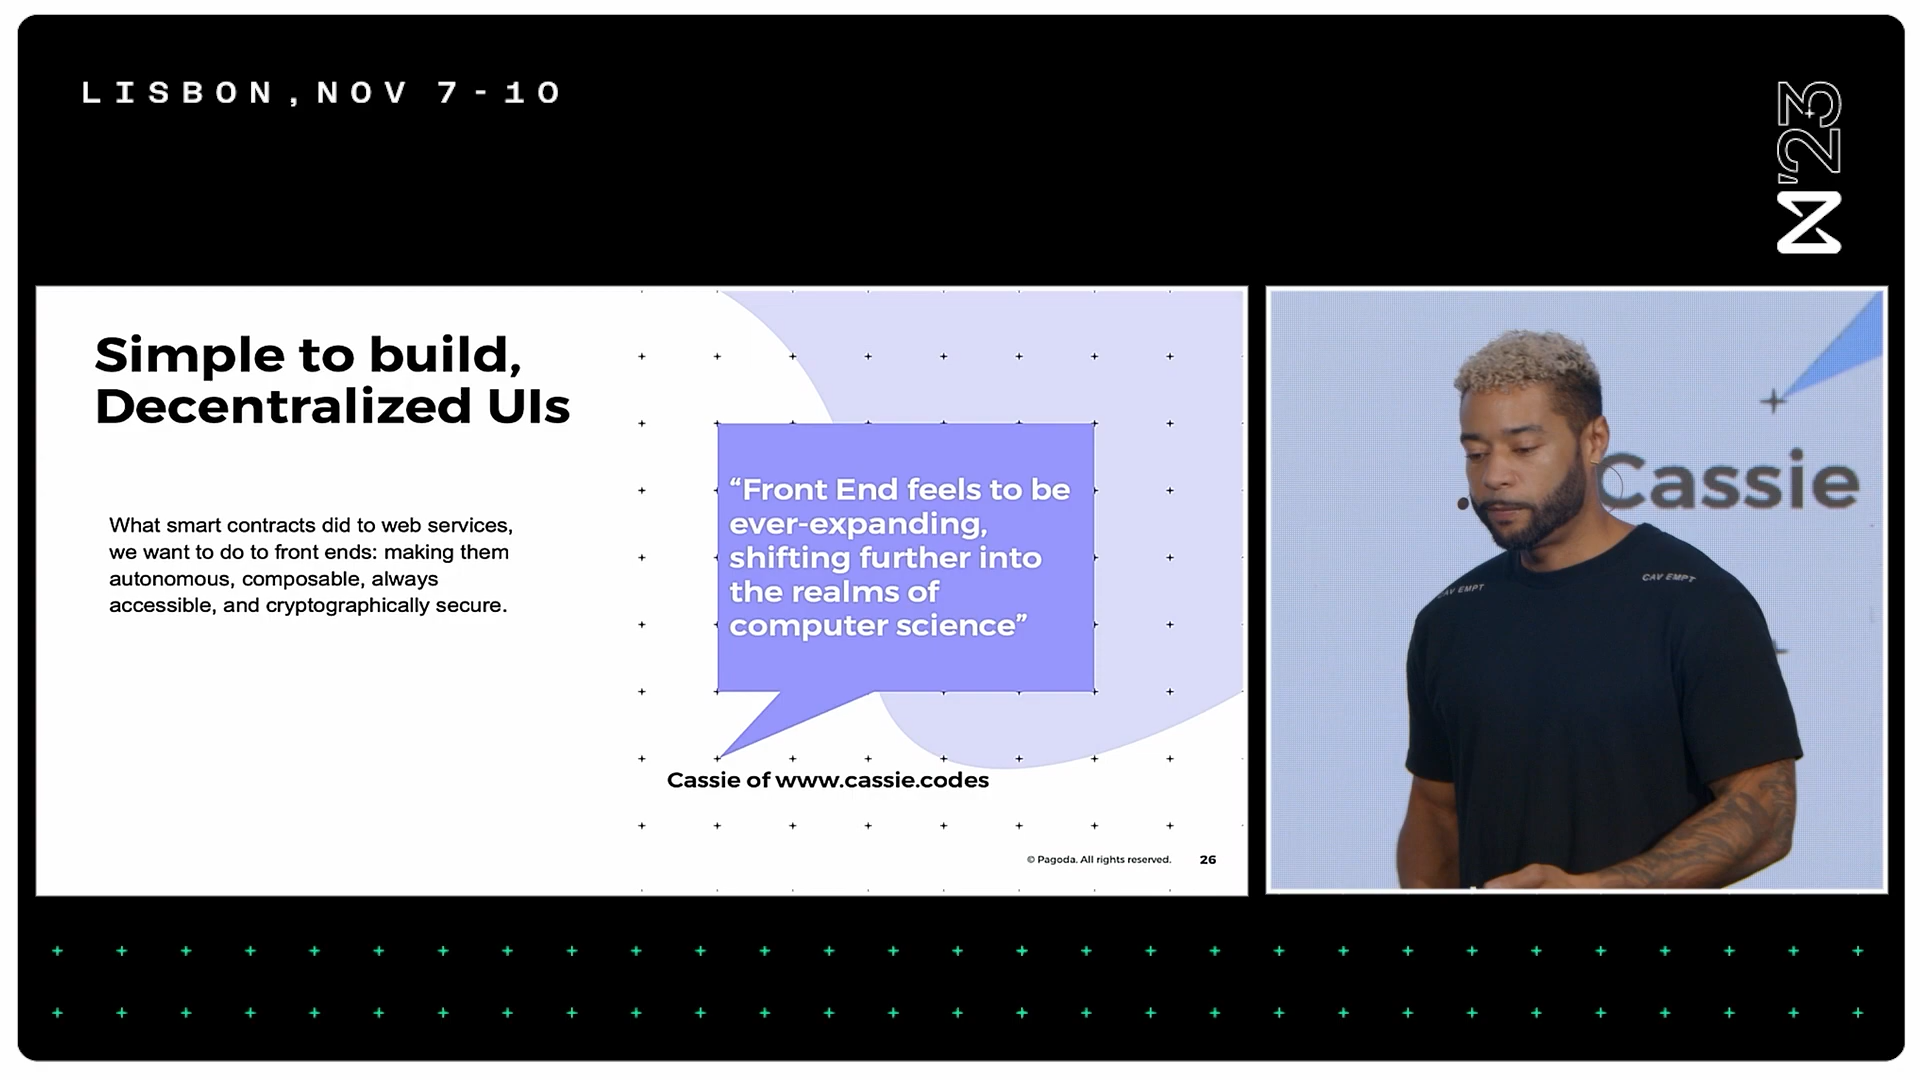 LISBON, NOV 7-10
'23
Simple to build,
Decentralized UIs
What smart contracts did to web services,
we want to do to front ends: making them
autonomous, composable, always
accessible, and cryptographically secure.
“Front End feels to be
ever-expanding,
shifting further into
the realms of
computer science”
Cassie of www.cassie.codes
© Pagoda. All rights reserved. 26
Cassie
CAV EMPT
CAV EMPT